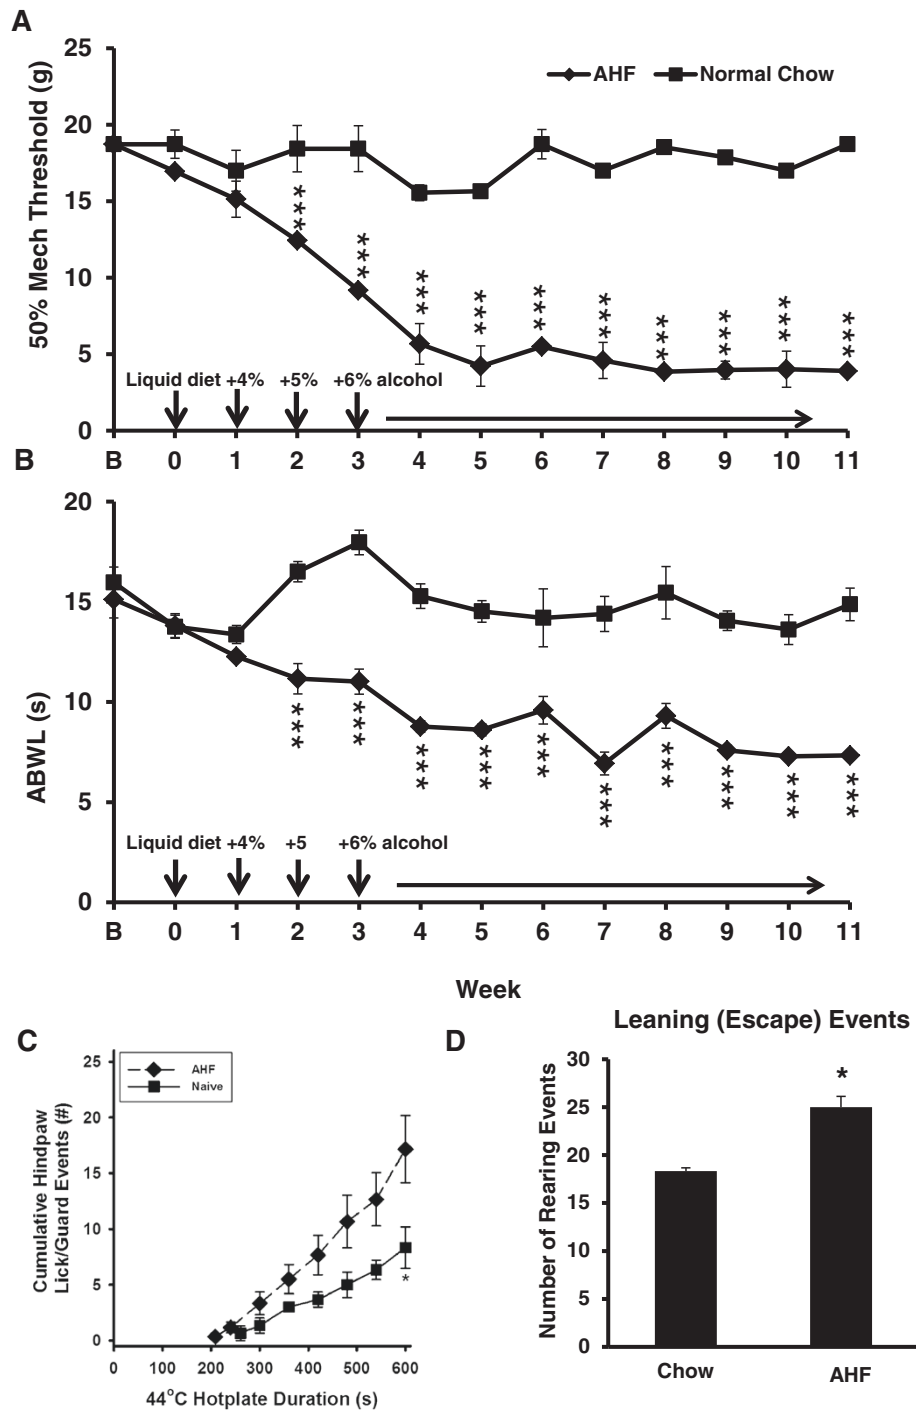 A
25
20
15
10
5
0
50% Mech Threshold (g)
AHF Normal Chow
*** *** *** *** *** *** *** *** *** ***
Liquid diet +4% +5% +6% alcohol
B 0 1 2 3 4 5 6 7 8 9 10 11
B
20
15
10
5
0
ABWL (s)
*** *** *** *** *** *** *** *** *** ***
Liquid diet +4% +5 +6% alcohol
B 0 1 2 3 4 5 6 7 8 9 10 11
Week
C
25
20
15
10
5
0
Cumulative Hindpaw
Lick/Guard Events (#)
AHF
Naive
*
0 100 200 300 400 500 600
44°C Hotplate Duration (s)
D
Leaning (Escape) Events
30
25
20
15
10
5
0
Number of Rearing Events
*
Chow AHF